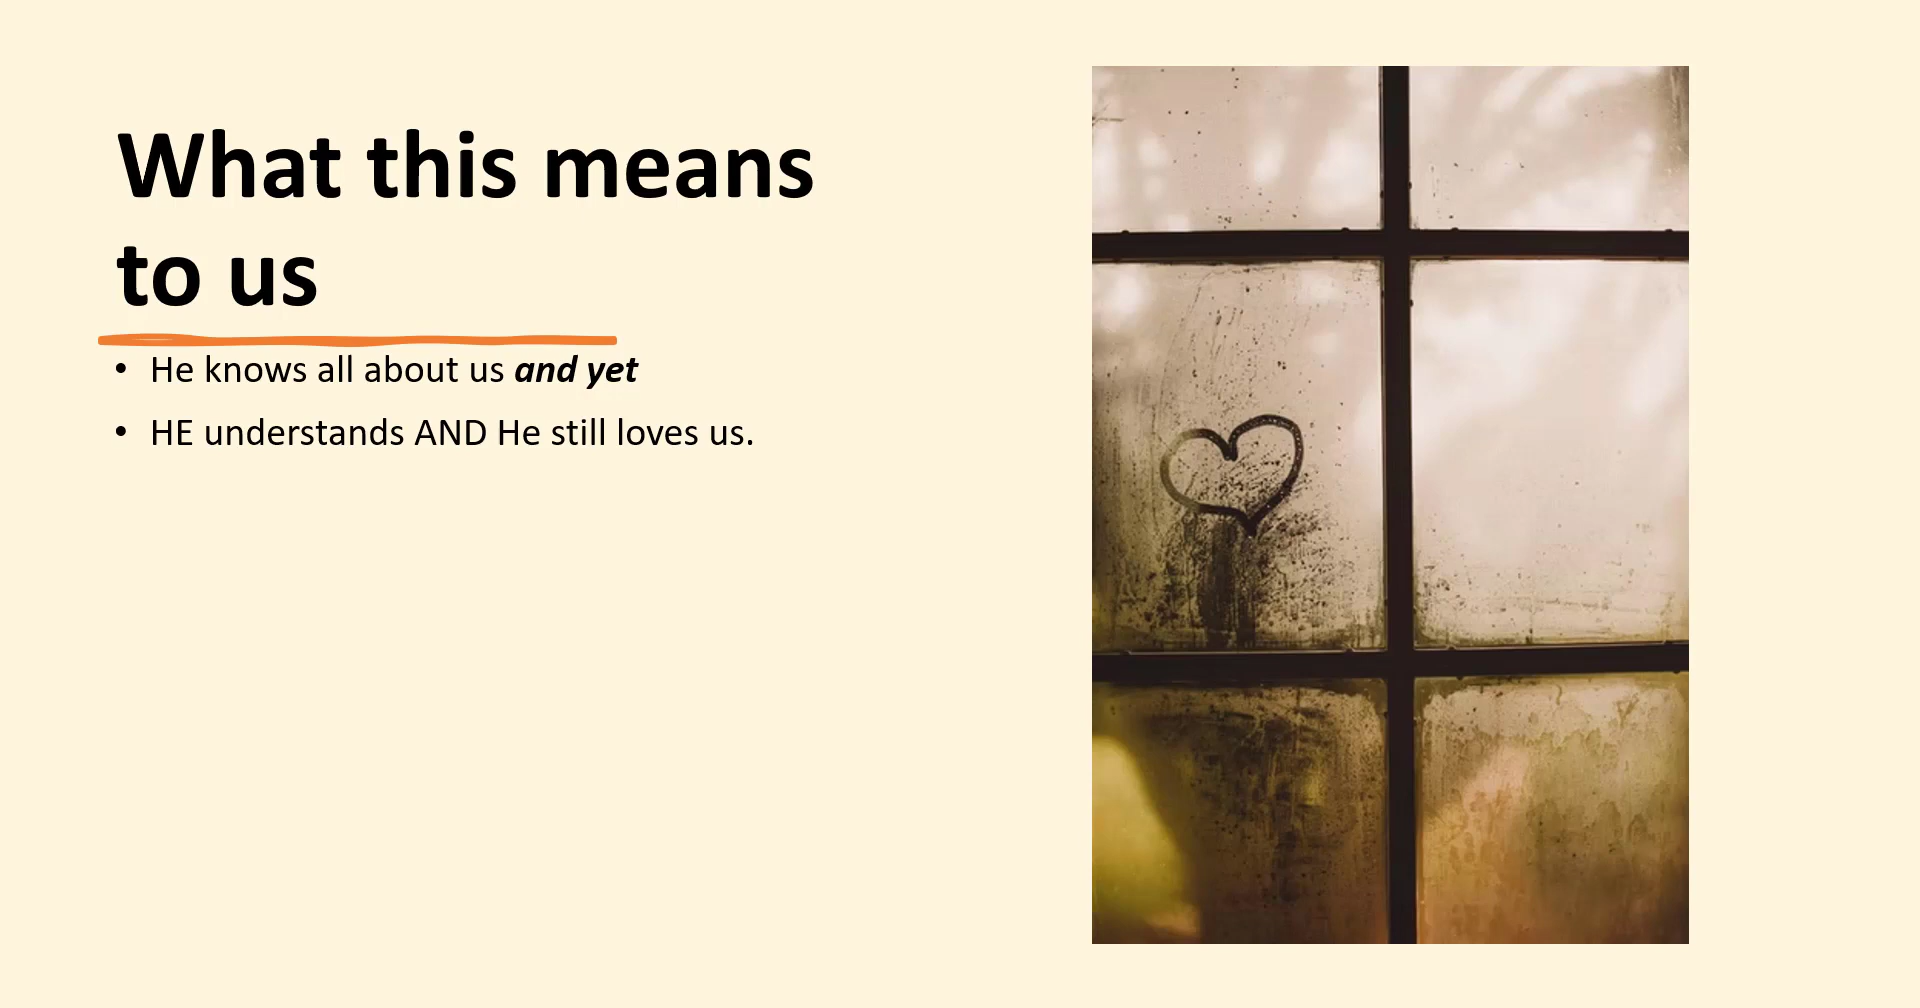 What this means
to us
• He knows all about us and yet
• HE understands AND He still loves us.